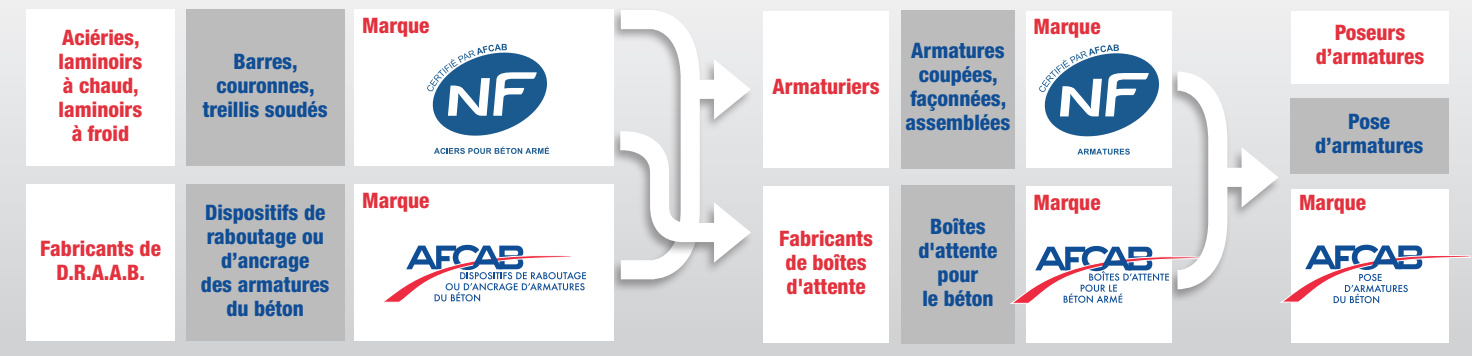 Aciéries,
laminoirs
à chaud,
laminoirs
à froid
Barres,
couronnes,
treillis soudés
Marque
CERTIFIÉ PAR AFCAB
NF
ACIERS POUR BÉTON ARMÉ
Fabricants de
D.R.A.A.B.
Dispositifs de
raboutage ou
d’ancrage
des armatures
du béton
Marque
AFCAB
DISPOSITIFS DE RABOUTAGE
OU D’ANCRAGE D’ARMATURES
DU BÉTON
Armaturiers
Armatures
coupées,
façonnées,
assemblées
Marque
CERTIFIÉ PAR AFCAB
NF
ARMATURES
Fabricants
de boîtes
d'attente
Boîtes
d'attente
pour
le béton
Marque
AFCAB
BOÎTES D’ATTENTE
POUR LE
BÉTON ARMÉ
Poseurs
d’armatures
Pose
d’armatures
Marque
AFCAB
POSE
D’ARMATURES
DU BÉTON